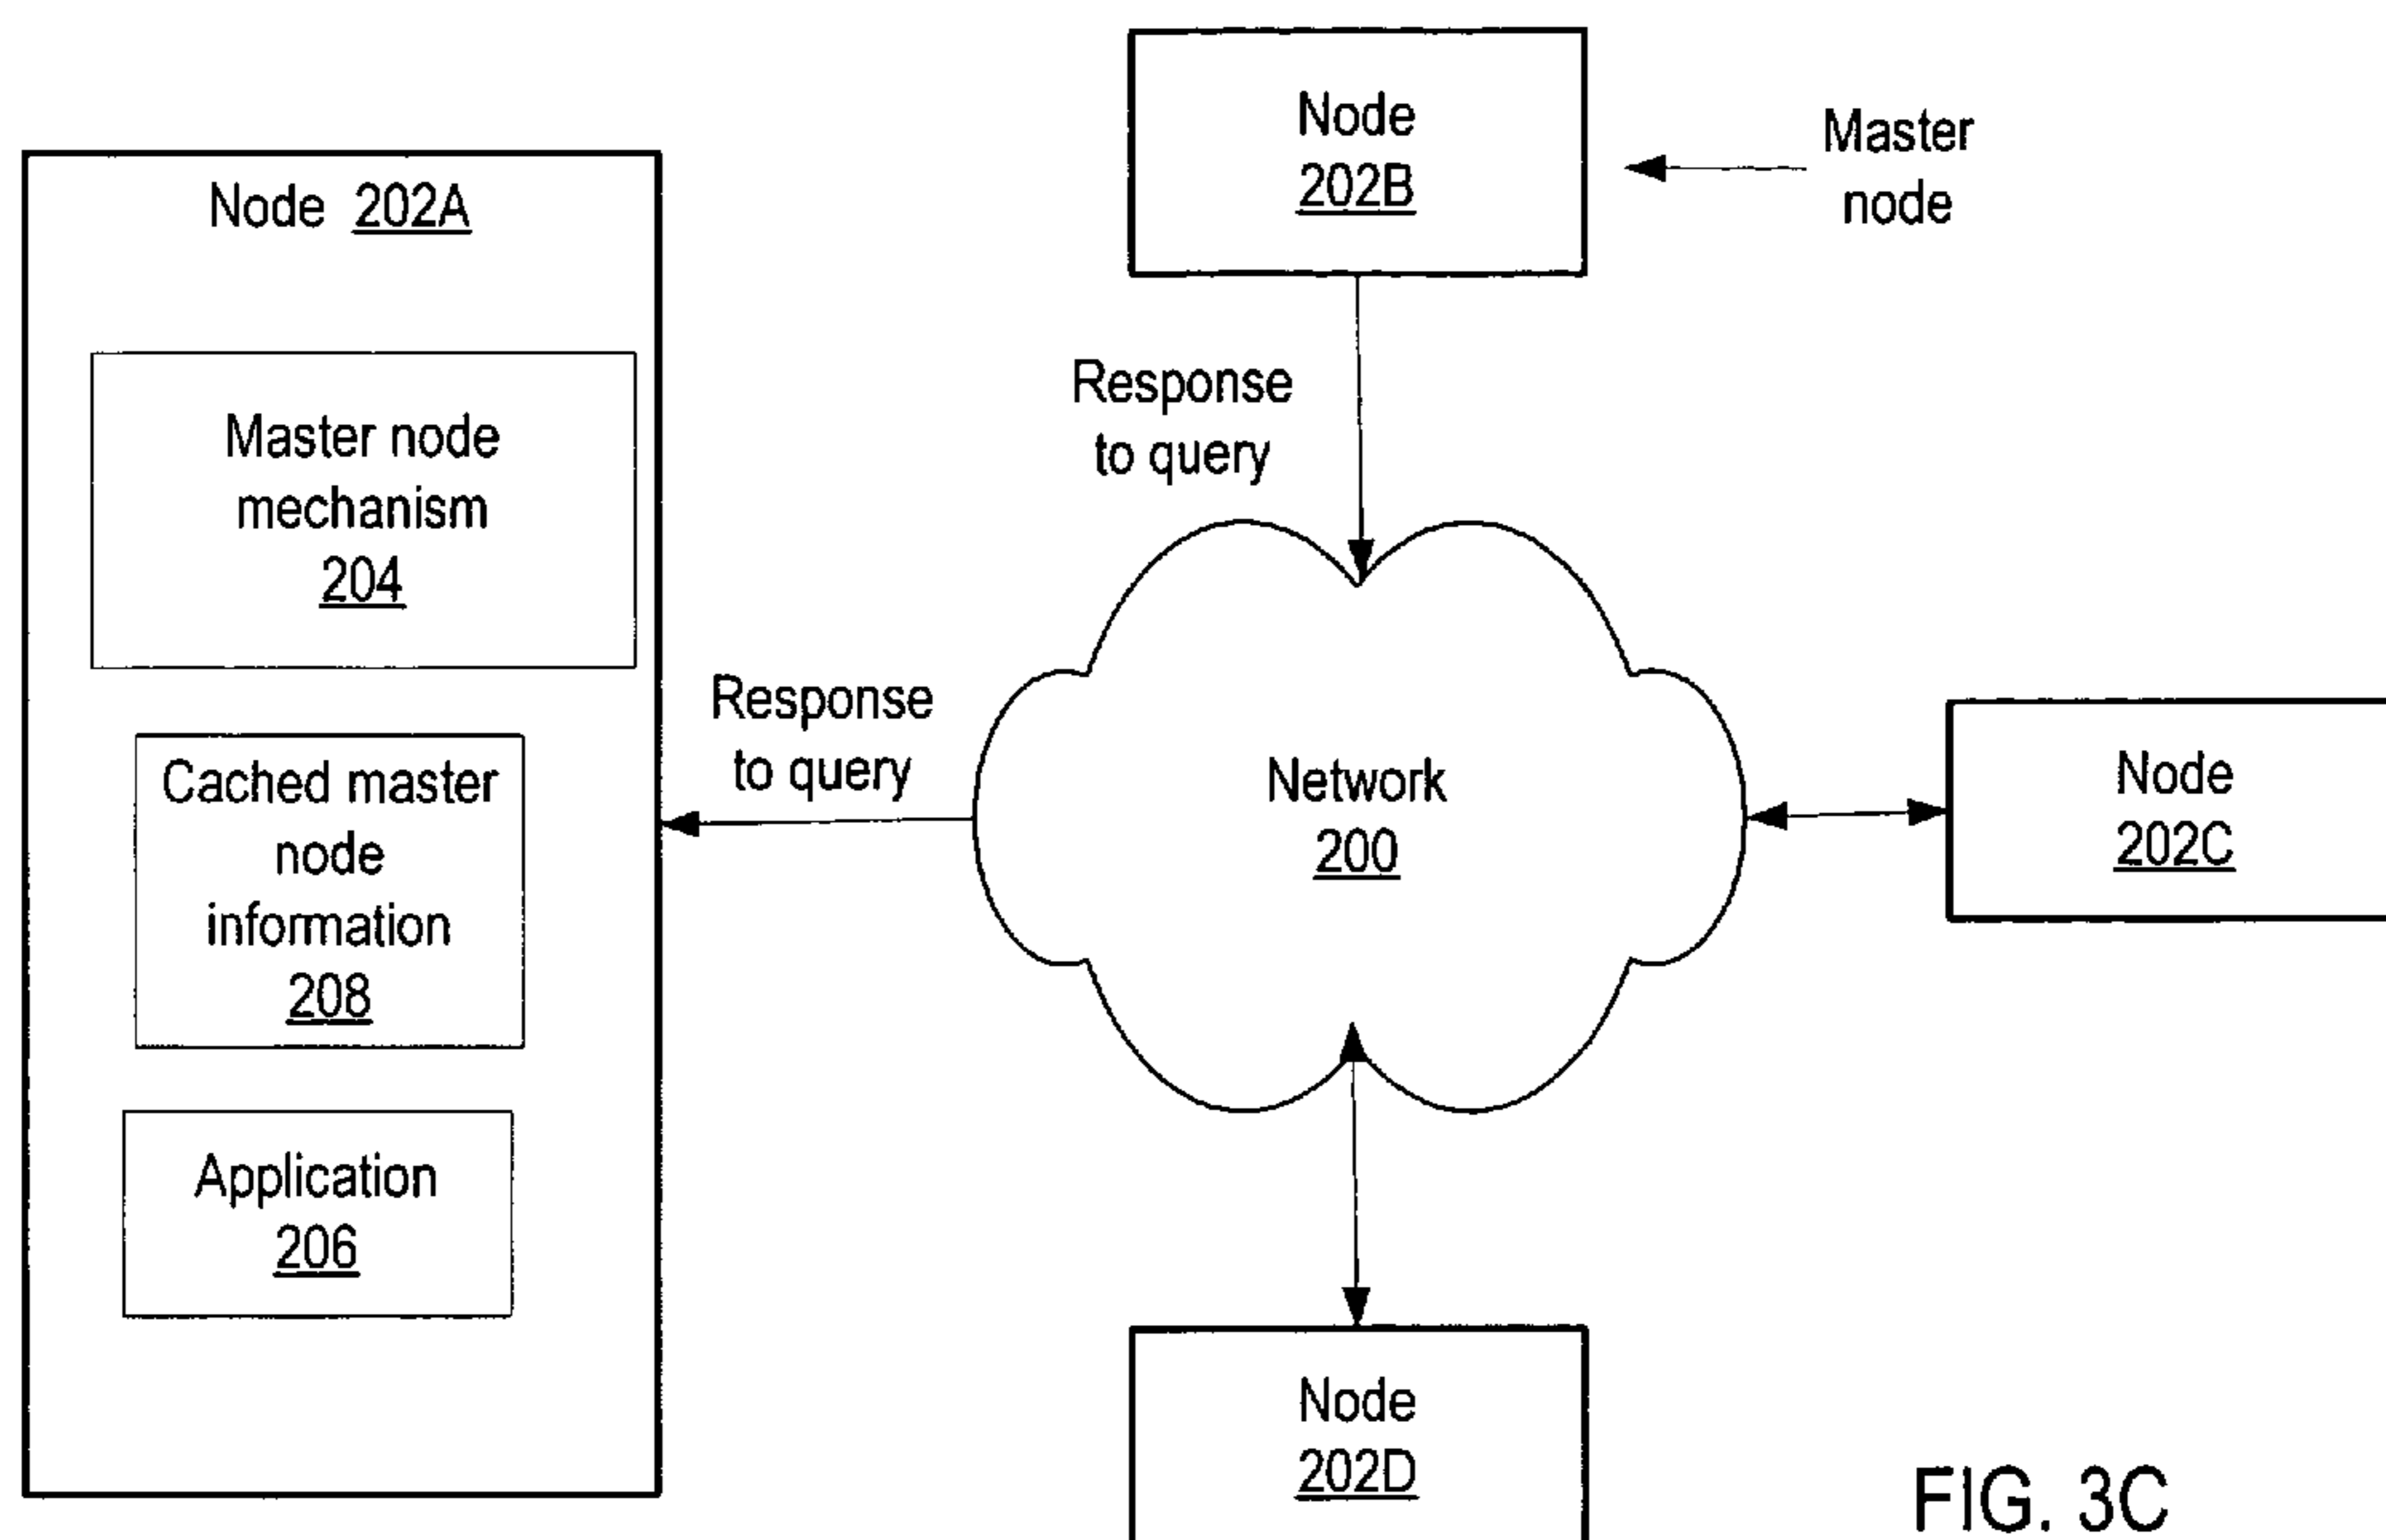 Node 202A
Master node
mechanism
204
Cached master
node
information
208
Application
206
Response
to query
Node
202B
Master
node
Response
to query
Network
200
Node
202C
Node
202D
FIG. 3C